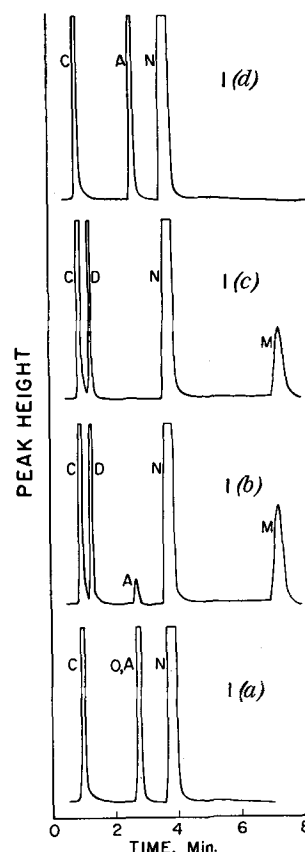 C A N I (d)
C D N M I (c)
C D A N M I (b)
C O,A N I (a)
PEAK HEIGHT
0 2 4 6 8
TIME, Min.